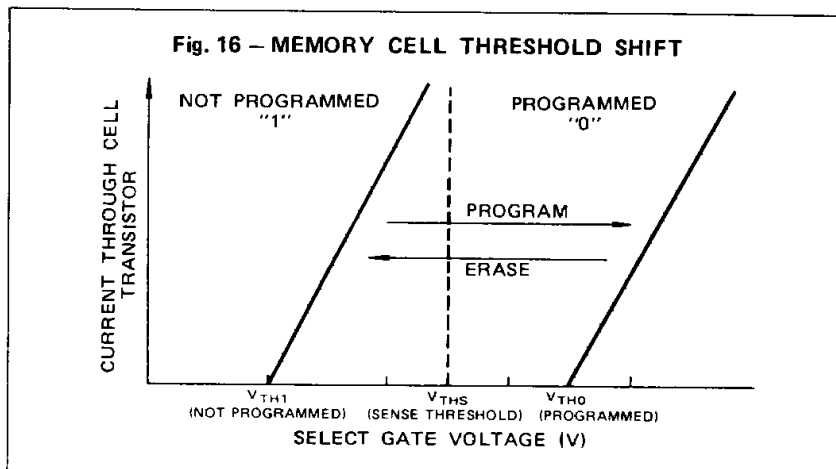 Fig. 16 – MEMORY CELL THRESHOLD SHIFT
NOT PROGRAMMED
"1"
PROGRAMMED
"0"
PROGRAM
ERASE
CURRENT THROUGH CELL
TRANSISTOR
VTH1
VTHS
VTH0
(NOT PROGRAMMED)
(SENSE THRESHOLD)
(PROGRAMMED)
SELECT GATE VOLTAGE (V)